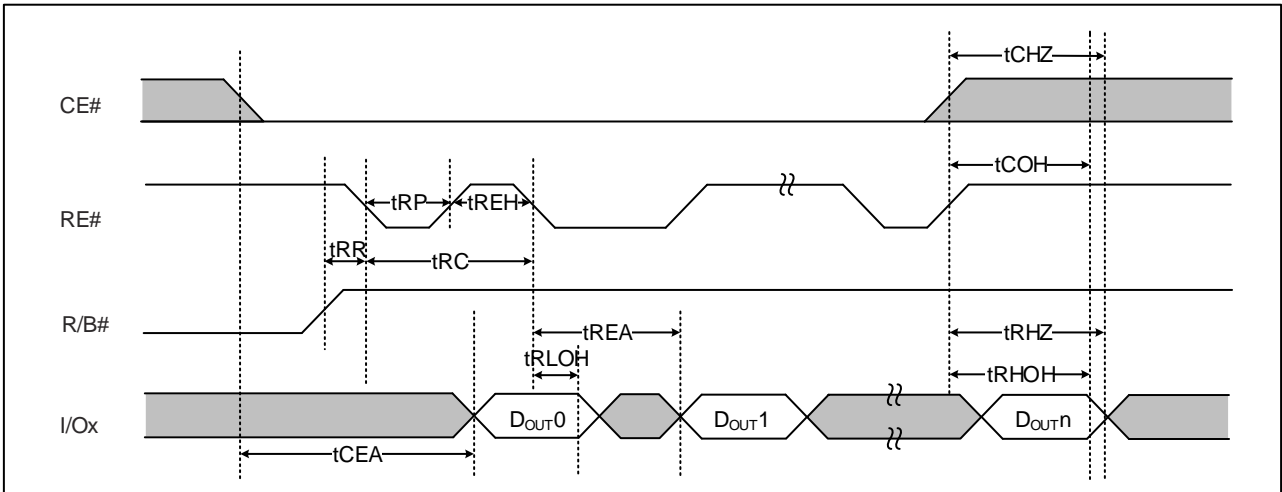 tCHZ
CE#
tCOH
tRP
tREH
RE#
tRR
tRC
R/B#
tREA
tRHZ
tRLOH
tRHOH
I/Ox
DOUT0
DOUT1
DOUTn
tCEA